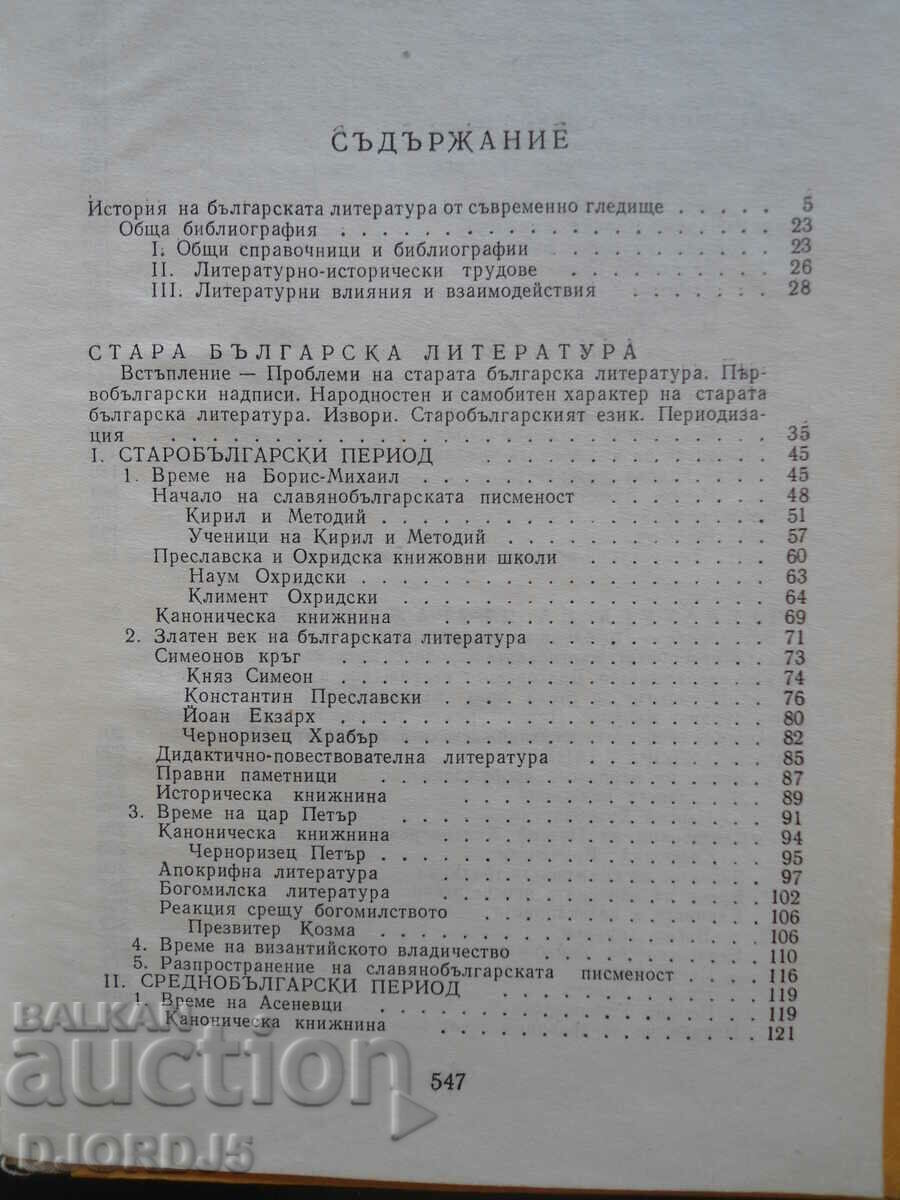 СЪДЪРЖАНИЕ
История на българската литература от съвременно гледище . . . . . 5
Обща библиография . . . . . . . . . . . . . . . . . 23
I. Общи справочници и библиографии . . . . . . . . . . . 23
II. Литературно-исторически трудове . . . . . . . . . . 26
III. Литературни влияния и взаимодействия . . . . . . . 28
СТАРА БЪЛГАРСКА ЛИТЕРАТУРА
Встъпление — Проблеми на старата българска литература. Пър-
вобългарски надписи. Народностен и самобитен характер на старата
българска литература. Извори. Старобългарският език. Периодиза-
ция . . . . . . . . . . . . . . . . . . . . . . . . 35
I. СТАРОБЪЛГАРСКИ ПЕРИОД . . . . . . . . . . . . . 45
1. Време на Борис-Михаил . . . . . . . . . . . . . . . 45
Начало на славянобългарската писменост . . . . . . . . . 48
Кирил и Методий . . . . . . . . . . . . . . . . . 51
Ученици на Кирил и Методий . . . . . . . . . . . . 57
Преславска и Охридска книжовни школи . . . . . . . . . 60
Наум Охридски . . . . . . . . . . . . . . . . . . 63
Климент Охридски . . . . . . . . . . . . . . . . 64
Каноническа книжнина . . . . . . . . . . . . . . . 69
2. Златен век на българската литература . . . . . . . . . . 71
Симеонов кръг . . . . . . . . . . . . . . . . . . . 73
Княз Симеон . . . . . . . . . . . . . . . . . . . 74
Константин Преславски . . . . . . . . . . . . . . . 76
Йоан Екзарх . . . . . . . . . . . . . . . . . . . 80
Черноризец Храбър . . . . . . . . . . . . . . . . 82
Дидактично-повествователна литература . . . . . . . . . 85
Правни паметници . . . . . . . . . . . . . . . . . 87
Историческа книжнина . . . . . . . . . . . . . . . 89
3. Време на цар Петър . . . . . . . . . . . . . . . . . 91
Каноническа книжнина . . . . . . . . . . . . . . . 94
Черноризец Петър . . . . . . . . . . . . . . . . . 95
Апокрифна литература . . . . . . . . . . . . . . . 97
Богомилска литература . . . . . . . . . . . . . . . 102
Реакция срещу богомилството . . . . . . . . . . . . . 106
Презвитер Козма . . . . . . . . . . . . . . . . . 106
4. Време на византийското владичество . . . . . . . . . . 110
5. Разпространение на славянобългарската писменост . . . . . 116
II. СРЕДНОБЪЛГАРСКИ ПЕРИОД . . . . . . . . . . . . 119
1. Време на Асеневци . . . . . . . . . . . . . . . . . 119
Каноническа книжнина . . . . . . . . . . . . . . . 121
547
BALKAN
auction
DJORDJ5